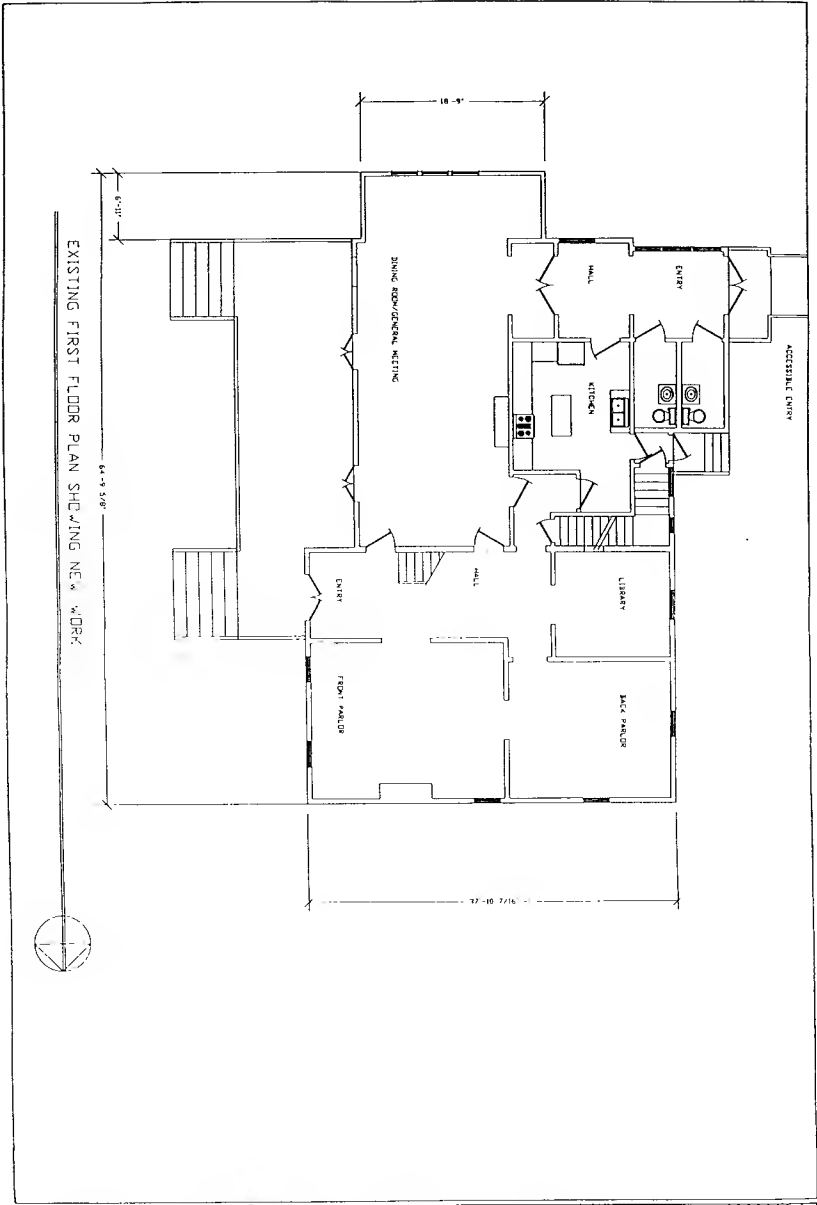 ACCESSIBLE ENTRY
ENTRY
HALL
KITCHEN
DINING ROOM/GENERAL MEETING
LIBRARY
HALL
ENTRY
BACK PARLOR
FRONT PARLOR
18'-9"
6'-11"
64'-9 5/8"
37'-10 7/16"
EXISTING FIRST FLOOR PLAN SHOWING NEW WORK